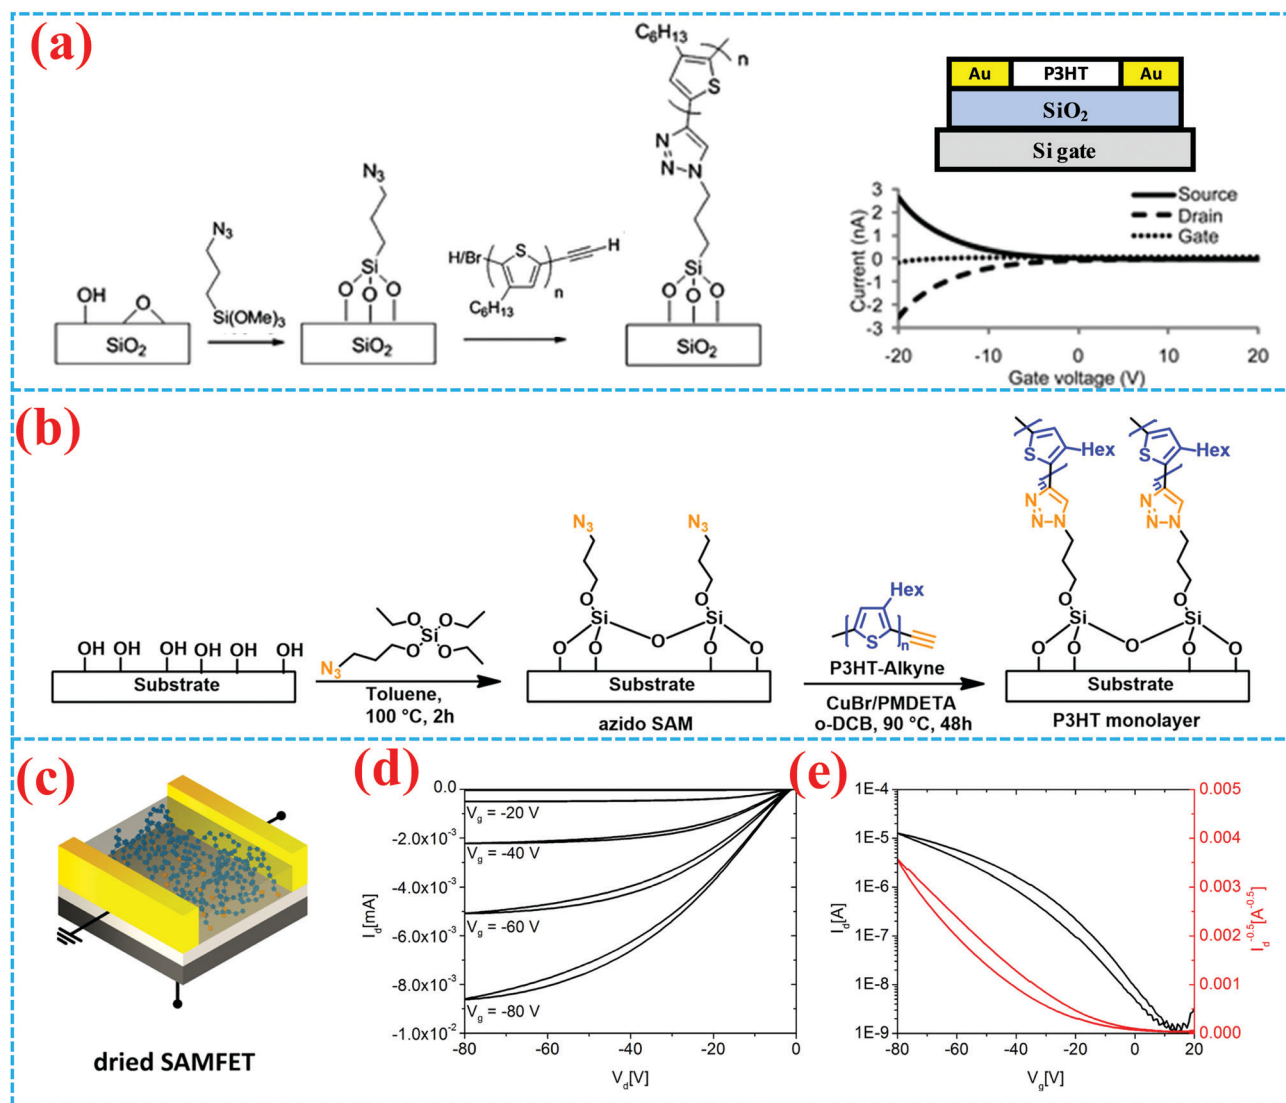 (a)
OH
O
SiO2
N3
Si(OMe)3
N3
Si
O
O
O
SiO2
H/Br
S
n
H
C6H13
C6H13
n
S
N
N
N
Si
O
O
O
SiO2
Au
P3HT
Au
SiO2
Si gate
3
2
1
0
-1
-2
-3
Current (nA)
Source
Drain
Gate
-20
-10
0
10
20
Gate voltage (V)
(b)
OH
OH
OH
OH
OH
OH
Substrate
O
O
Si
O
O
N3
Toluene,
100 °C, 2h
N3
N3
O
O
Si
Si
O
O
O
O
O
Substrate
azido SAM
Hex
S
n
P3HT-Alkyne
CuBr/PMDETA
o-DCB, 90 °C, 48h
S
Hex
S
Hex
n
N
N
N
N
N
N
O
O
Si
Si
O
O
O
O
O
Substrate
P3HT monolayer
(c)
dried SAMFET
(d)
0.0
-2.0x10-3
-4.0x10-3
-6.0x10-3
-8.0x10-3
-1.0x10-2
Id[mA]
Vg = -20 V
Vg = -40 V
Vg = -60 V
Vg = -80 V
-80
-60
-40
-20
0
Vd[V]
(e)
1E-4
1E-5
1E-6
1E-7
1E-8
1E-9
Id[A]
0.005
0.004
0.003
0.002
0.001
0.000
Id-0.5[A-0.5]
-80
-60
-40
-20
0
20
Vg[V]